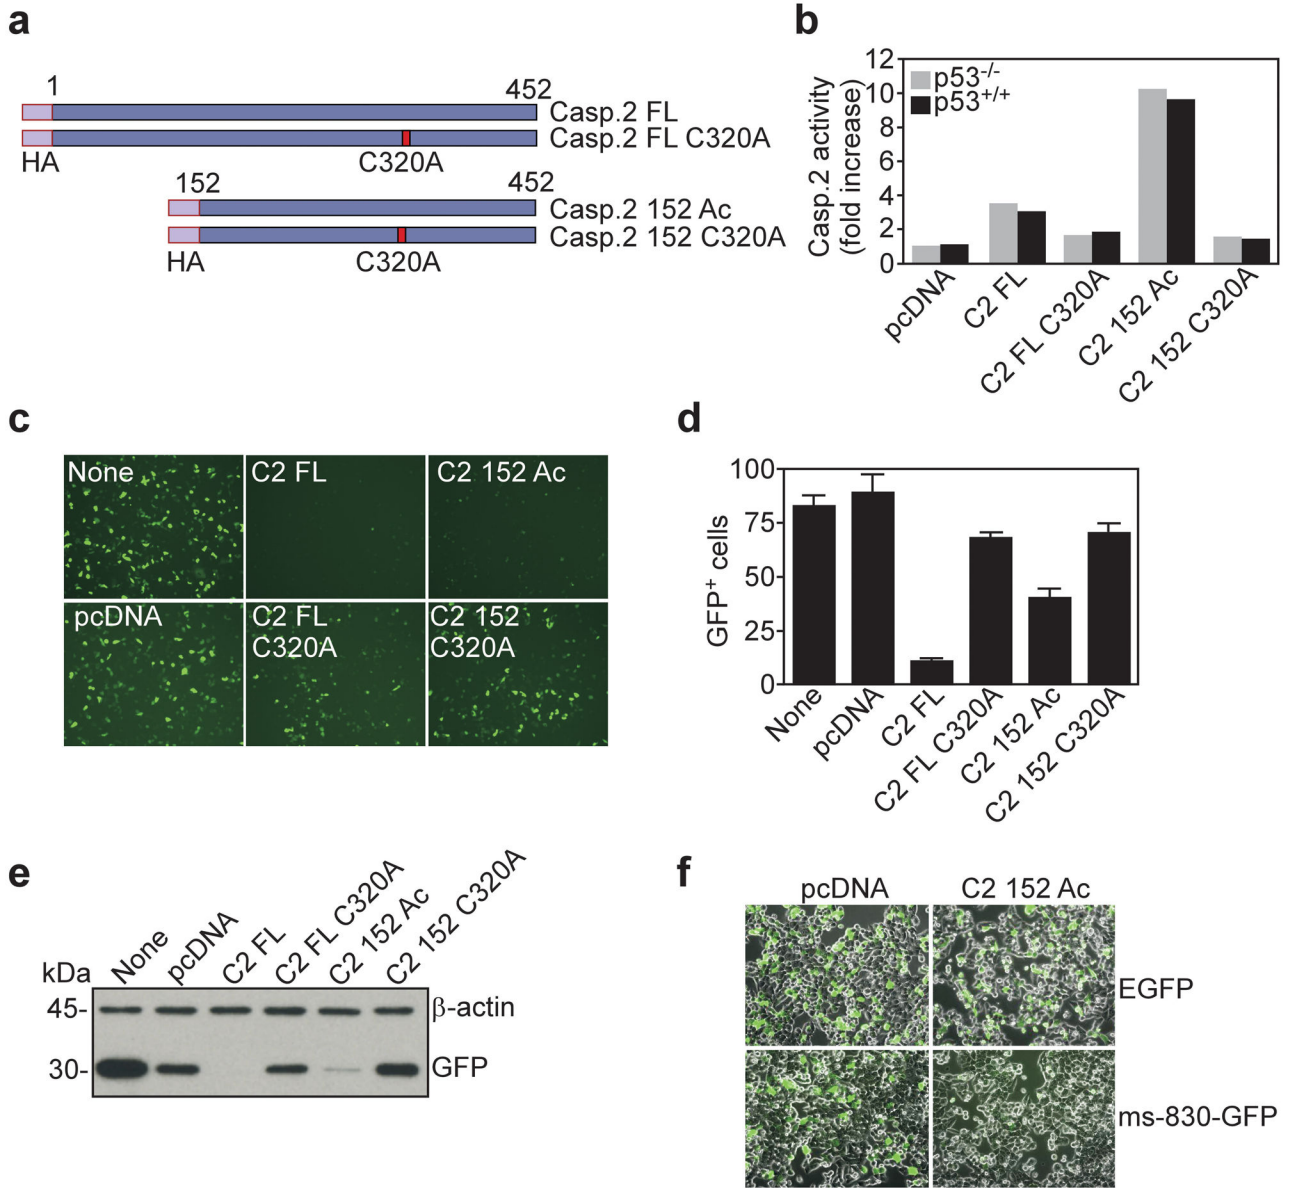 a
1
452
Casp.2 FL
Casp.2 FL C320A
HA
C320A
152
452
Casp.2 152 Ac
Casp.2 152 C320A
HA
C320A
b
Casp.2 activity
(fold increase)
12
10
8
6
4
2
0
p53-/-
p53+/+
pcDNA
C2 FL
C2 FL C320A
C2 152 Ac
C2 152 C320A
c
None
C2 FL
C2 152 Ac
pcDNA
C2 FL
C320A
C2 152
C320A
d
GFP+ cells
100
75
50
25
0
None
pcDNA
C2 FL
C2 FL C320A
C2 152 Ac
C2 152 C320A
e
kDa
None
pcDNA
C2 FL
C2 FL C320A
C2 152 Ac
C2 152 C320A
45-
β-actin
30-
GFP
f
pcDNA
C2 152 Ac
EGFP
ms-830-GFP